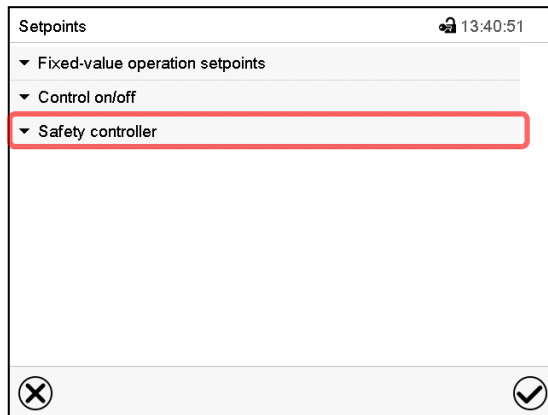 Setpoints 13:40:51
Fixed-value operation setpoints
Control on/off
Safety controller